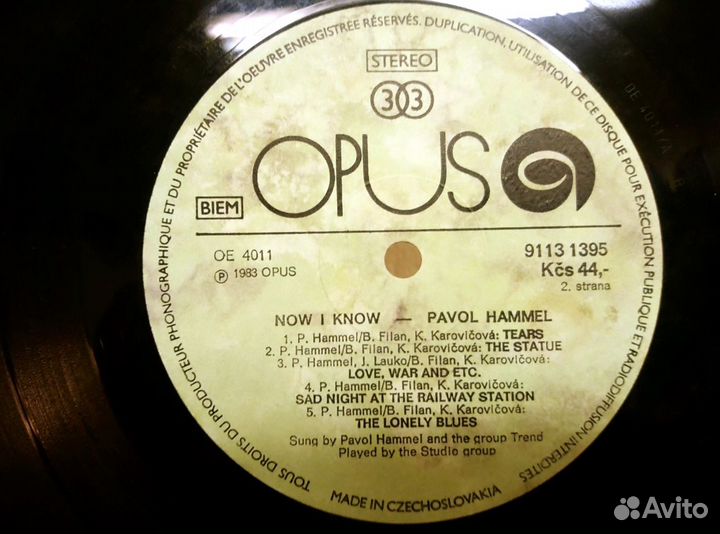 TOUS DROITS DU PRODUCTEUR PHONOGRAPHIQUE ET DU PROPRIÉTAIRE DE L'OEUVRE ENREGISTRÉE RÉSERVÉS. DUPLICATION, UTILISATION DE CE DISQUE POUR EXÉCUTION PUBLIQUE ET RADIODIFFUSION INTERDITES
STEREO
33
OPUS
BIEM
OE 4011
9113 1395
Ⓟ 1983 OPUS
Kčs 44,-
2. strana
NOW I KNOW — PAVOL HAMMEL
1. P. Hammel/B. Filan, K. Karovičová: TEARS
2. P. Hammel/B. Filan, K. Karovičová: THE STATUE
3. P. Hammel, J. Lauko/B. Filan, K. Karovičová:
LOVE, WAR AND ETC.
4. P. Hammel/B. Filan, K. Karovičová:
SAD NIGHT AT THE RAILWAY STATION
5. P. Hammel/B. Filan, K. Karovičová:
THE LONELY BLUES
Sung by Pavol Hammel and the group Trend
Played by the Studio group
MADE IN CZECHOSLOVAKIA
Avito